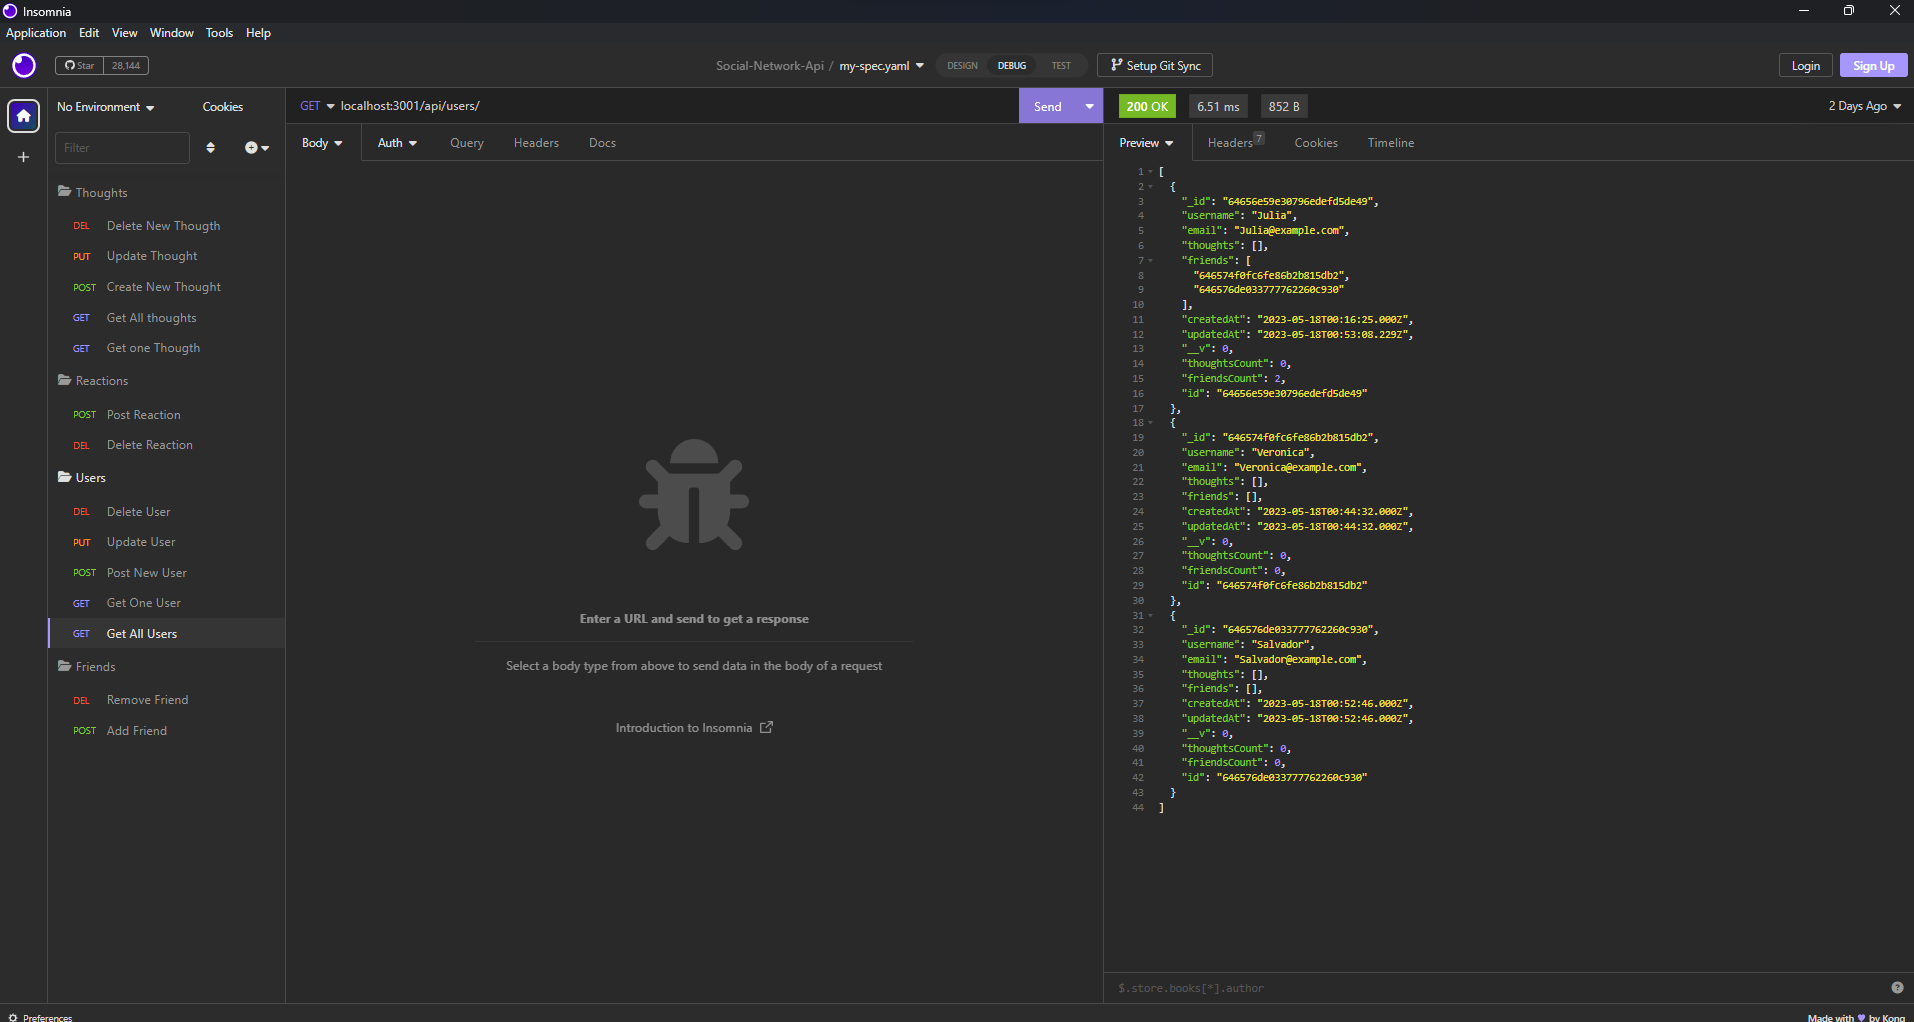 Insomnia
Application Edit View Window Tools Help
Star 28,144
Social-Network-Api / my-spec.yaml
DESIGN DEBUG TEST
Setup Git Sync
Login Sign Up
No Environment
Cookies
Filter
Thoughts
DEL Delete New Thougth
PUT Update Thought
POST Create New Thought
GET Get All thoughts
GET Get one Thougth
Reactions
POST Post Reaction
DEL Delete Reaction
Users
DEL Delete User
PUT Update User
POST Post New User
GET Get One User
GET Get All Users
Friends
DEL Remove Friend
POST Add Friend
Preferences
GET localhost:3001/api/users/
Send
Body Auth Query Headers Docs
Enter a URL and send to get a response
Select a body type from above to send data in the body of a request
Introduction to Insomnia
200 OK 6.51 ms 852 B
2 Days Ago
Preview Headers 7 Cookies Timeline
1 [
2 {
3 "_id": "64656e59e30796edefd5de49",
4 "username": "Julia",
5 "email": "Julia@example.com",
6 "thoughts": [],
7 "friends": [
8 "646574f0fc6fe86b2b815db2",
9 "646576de033777762260c930"
10 ],
11 "createdAt": "2023-05-18T00:16:25.000Z",
12 "updatedAt": "2023-05-18T00:53:08.229Z",
13 "__v": 0,
14 "thoughtsCount": 0,
15 "friendsCount": 2,
16 "id": "64656e59e30796edefd5de49"
17 },
18 {
19 "_id": "646574f0fc6fe86b2b815db2",
20 "username": "Veronica",
21 "email": "Veronica@example.com",
22 "thoughts": [],
23 "friends": [],
24 "createdAt": "2023-05-18T00:44:32.000Z",
25 "updatedAt": "2023-05-18T00:44:32.000Z",
26 "__v": 0,
27 "thoughtsCount": 0,
28 "friendsCount": 0,
29 "id": "646574f0fc6fe86b2b815db2"
30 },
31 {
32 "_id": "646576de033777762260c930",
33 "username": "Salvador",
34 "email": "Salvador@example.com",
35 "thoughts": [],
36 "friends": [],
37 "createdAt": "2023-05-18T00:52:46.000Z",
38 "updatedAt": "2023-05-18T00:52:46.000Z",
39 "__v": 0,
40 "thoughtsCount": 0,
41 "friendsCount": 0,
42 "id": "646576de033777762260c930"
43 }
44 ]
$.store.books[*].author
Made with by Kong